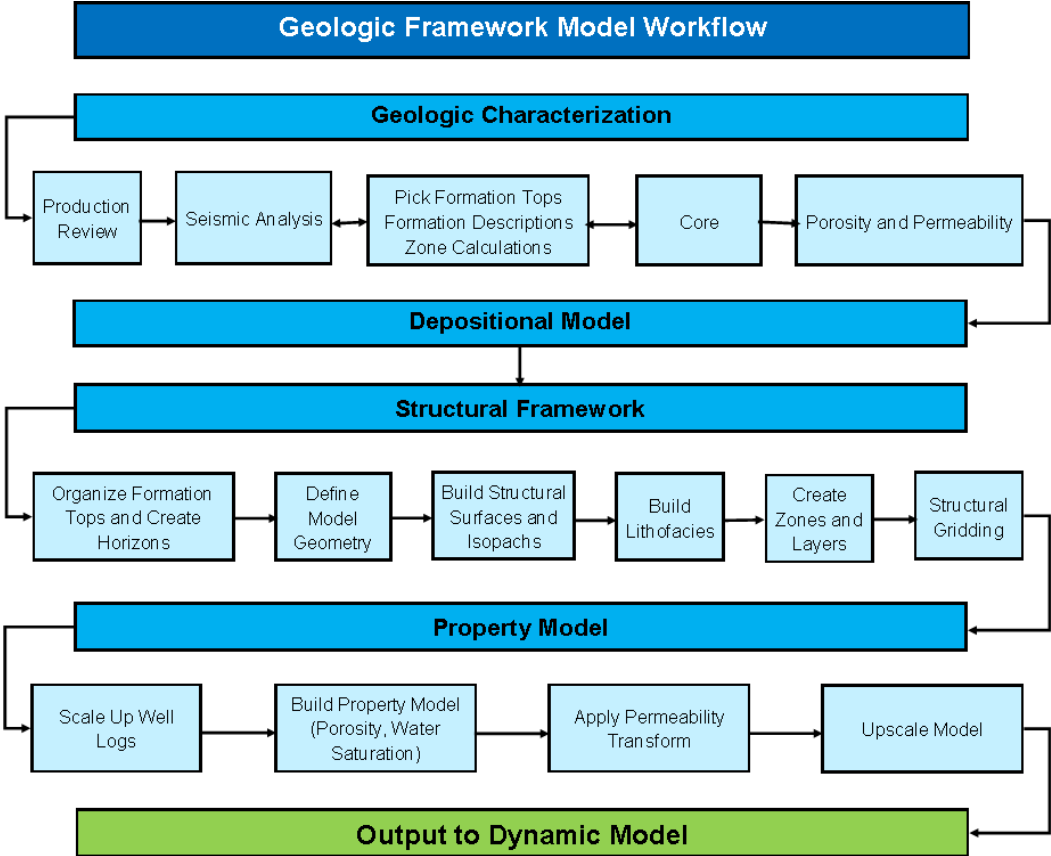 Geologic Framework Model Workflow
Geologic Characterization
Production
Review
Seismic Analysis
Pick Formation Tops
Formation Descriptions
Zone Calculations
Core
Porosity and Permeability
Depositional Model
Structural Framework
Organize Formation
Tops and Create
Horizons
Define
Model
Geometry
Build Structural
Surfaces and
Isopachs
Build
Lithofacies
Create
Zones and
Layers
Structural
Gridding
Property Model
Scale Up Well
Logs
Build Property Model
(Porosity, Water
Saturation)
Apply Permeability
Transform
Upscale Model
Output to Dynamic Model